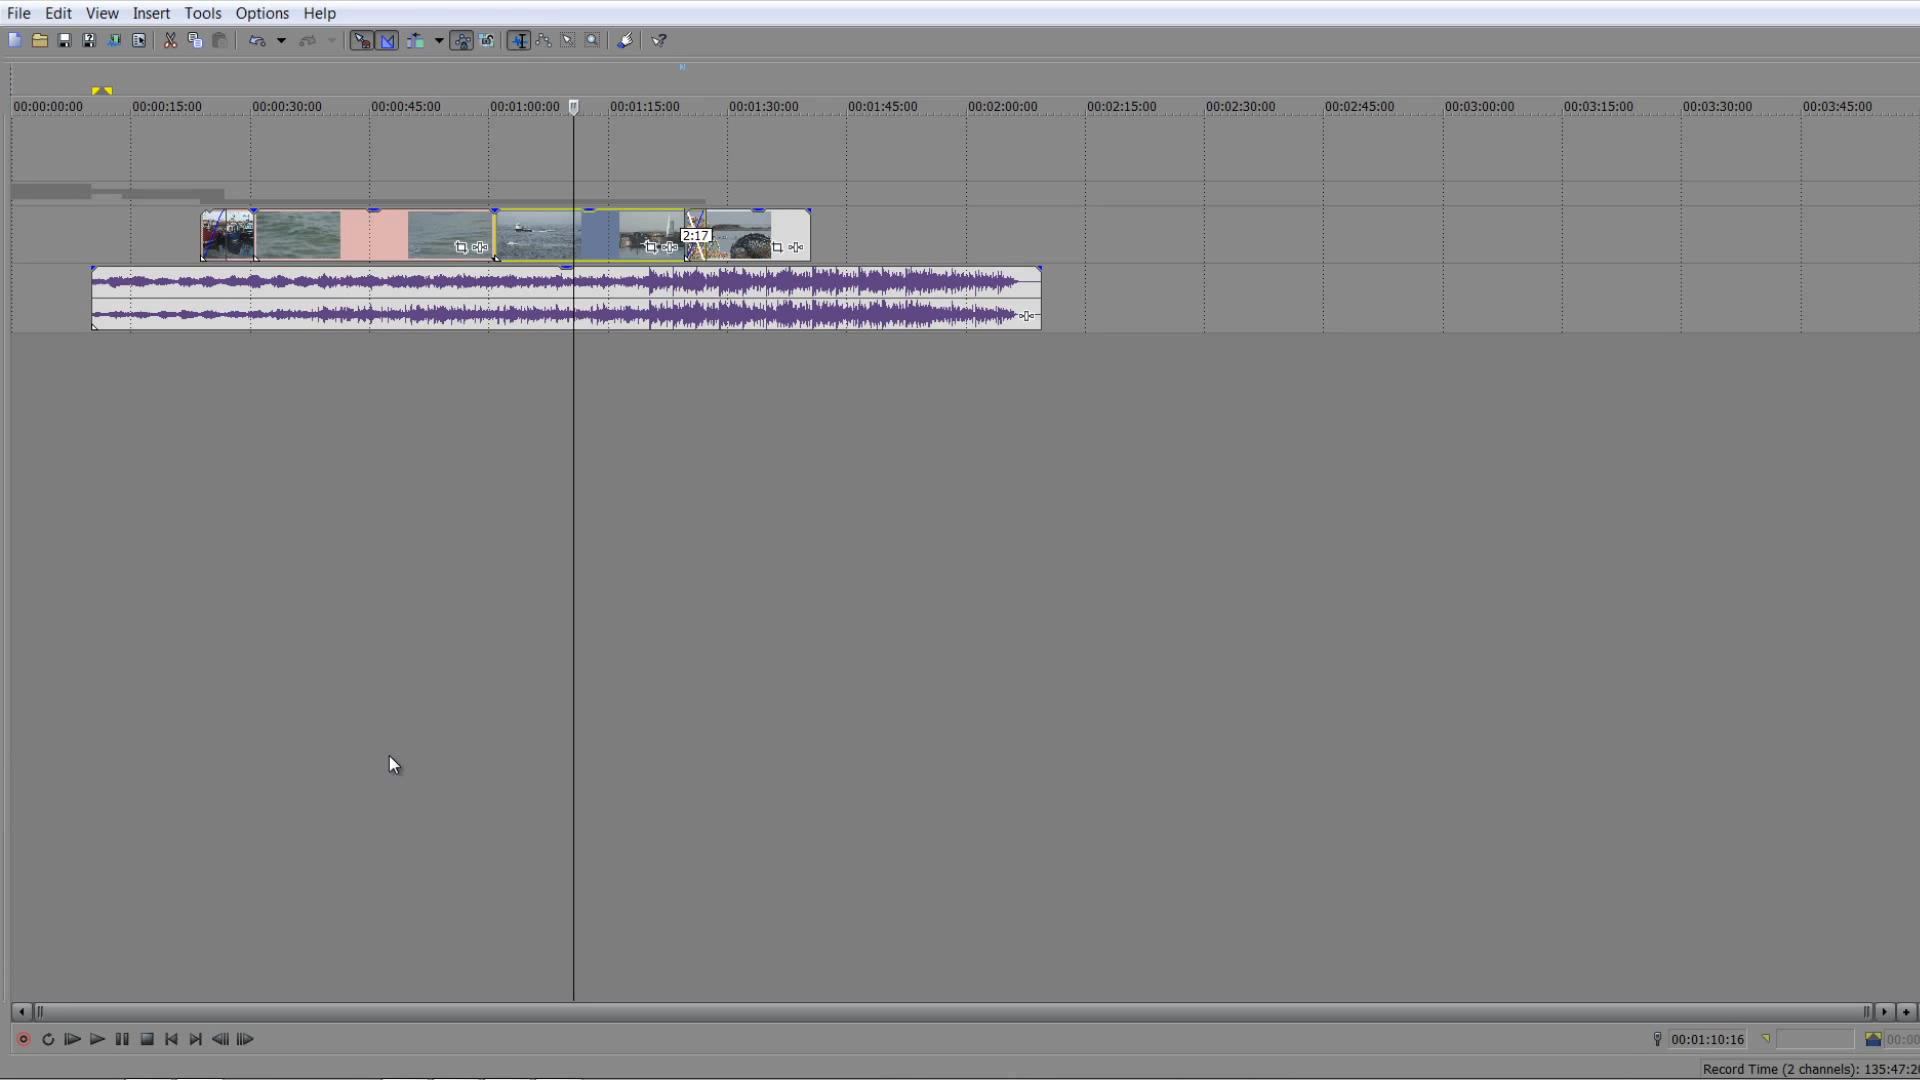 File Edit View Insert Tools Options Help
00:00:00:00 00:00:15:00 00:00:30:00 00:00:45:00 00:01:00:00 00:01:15:00 00:01:30:00 00:01:45:00 00:02:00:00 00:02:15:00 00:02:30:00 00:02:45:00 00:03:00:00 00:03:15:00 00:03:30:00 00:03:45:00
2:17
00:01:10:16 00:00
Record Time (2 channels): 135:47:2